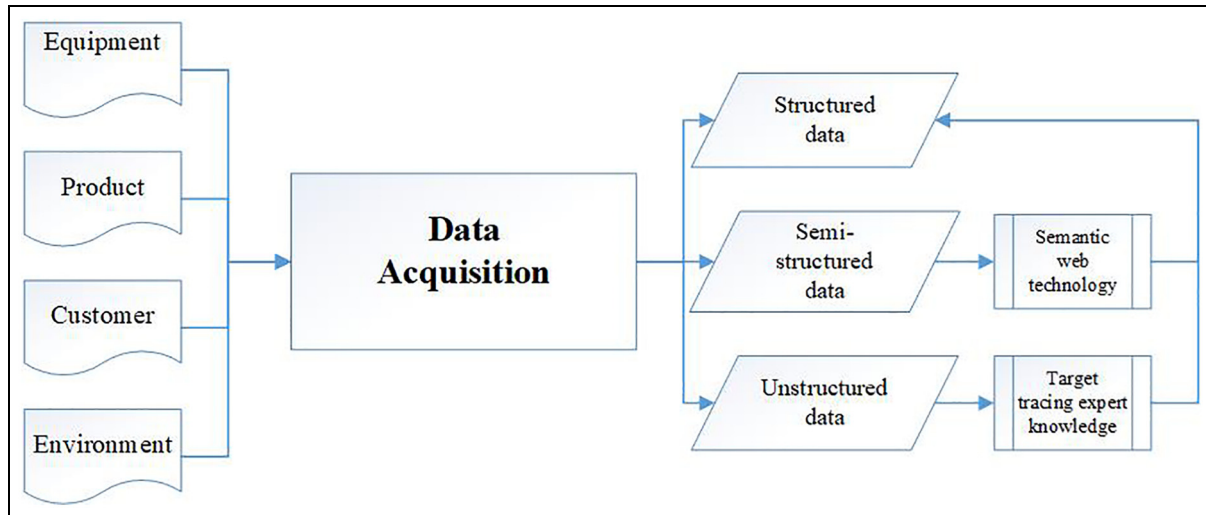 Equipment
Product
Customer
Environment
Data
Acquisition
Structured
data
Semi-
structured
data
Unstructured
data
Semantic
web
technology
Target
tracing expert
knowledge